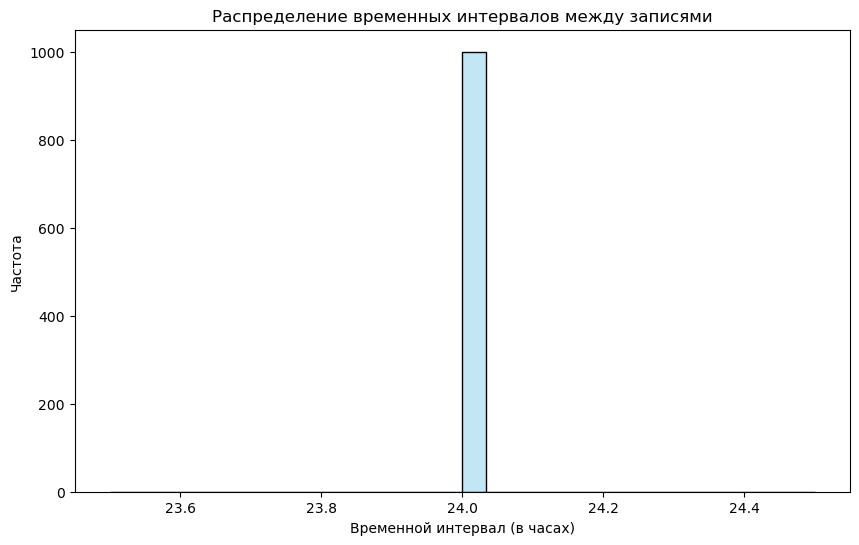 Распределение временных интервалов между записями
1000
800
600
400
200
0
Частота
23.6 23.8 24.0 24.2 24.4
Временной интервал (в часах)